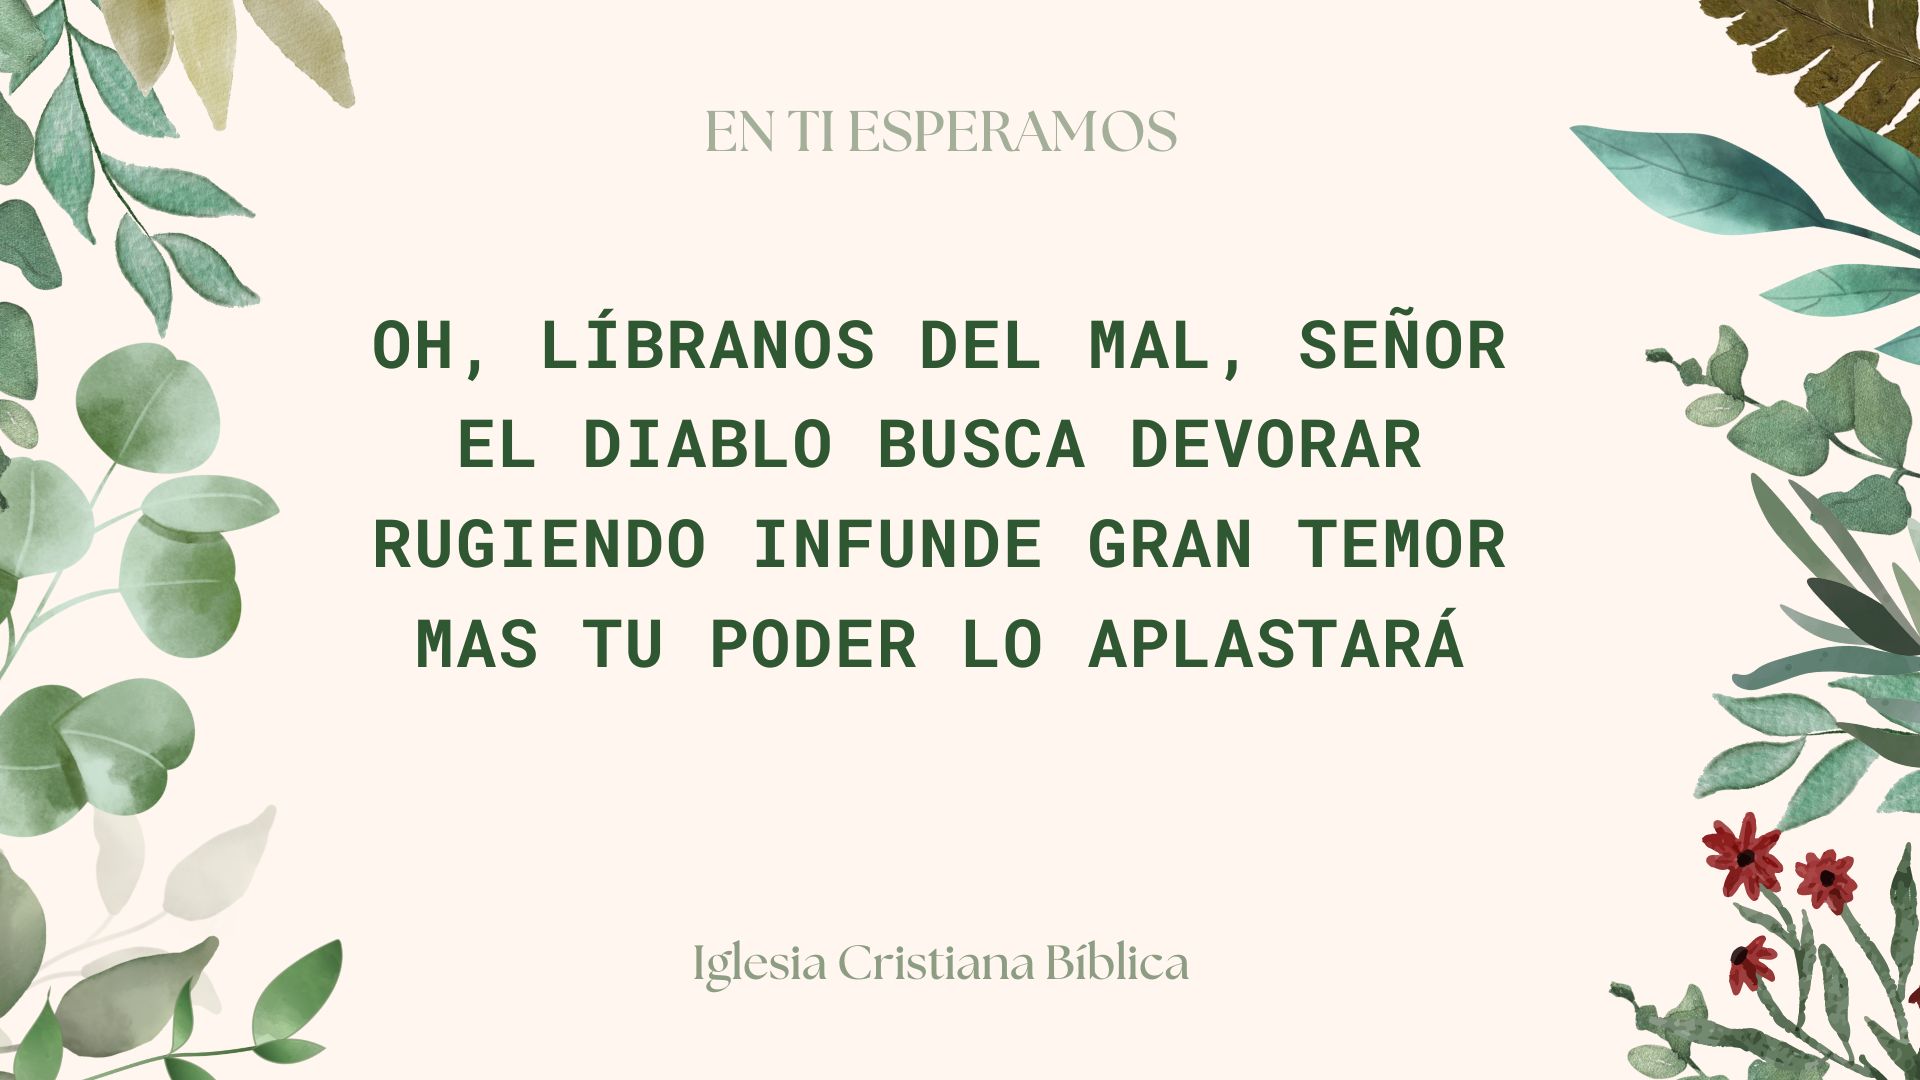 EN TI ESPERAMOS
OH, LÍBRANOS DEL MAL, SEÑOR
EL DIABLO BUSCA DEVORAR
RUGIENDO INFUNDE GRAN TEMOR
MAS TU PODER LO APLASTARÁ
Iglesia Cristiana Bíblica